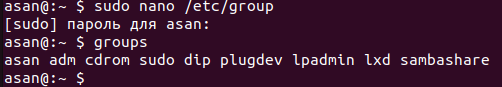 asan@:~ $ sudo nano /etc/group
[sudo] пароль для asan:
asan@:~ $ groups
asan adm cdrom sudo dip plugdev lpadmin lxd sambashare
asan@:~ $